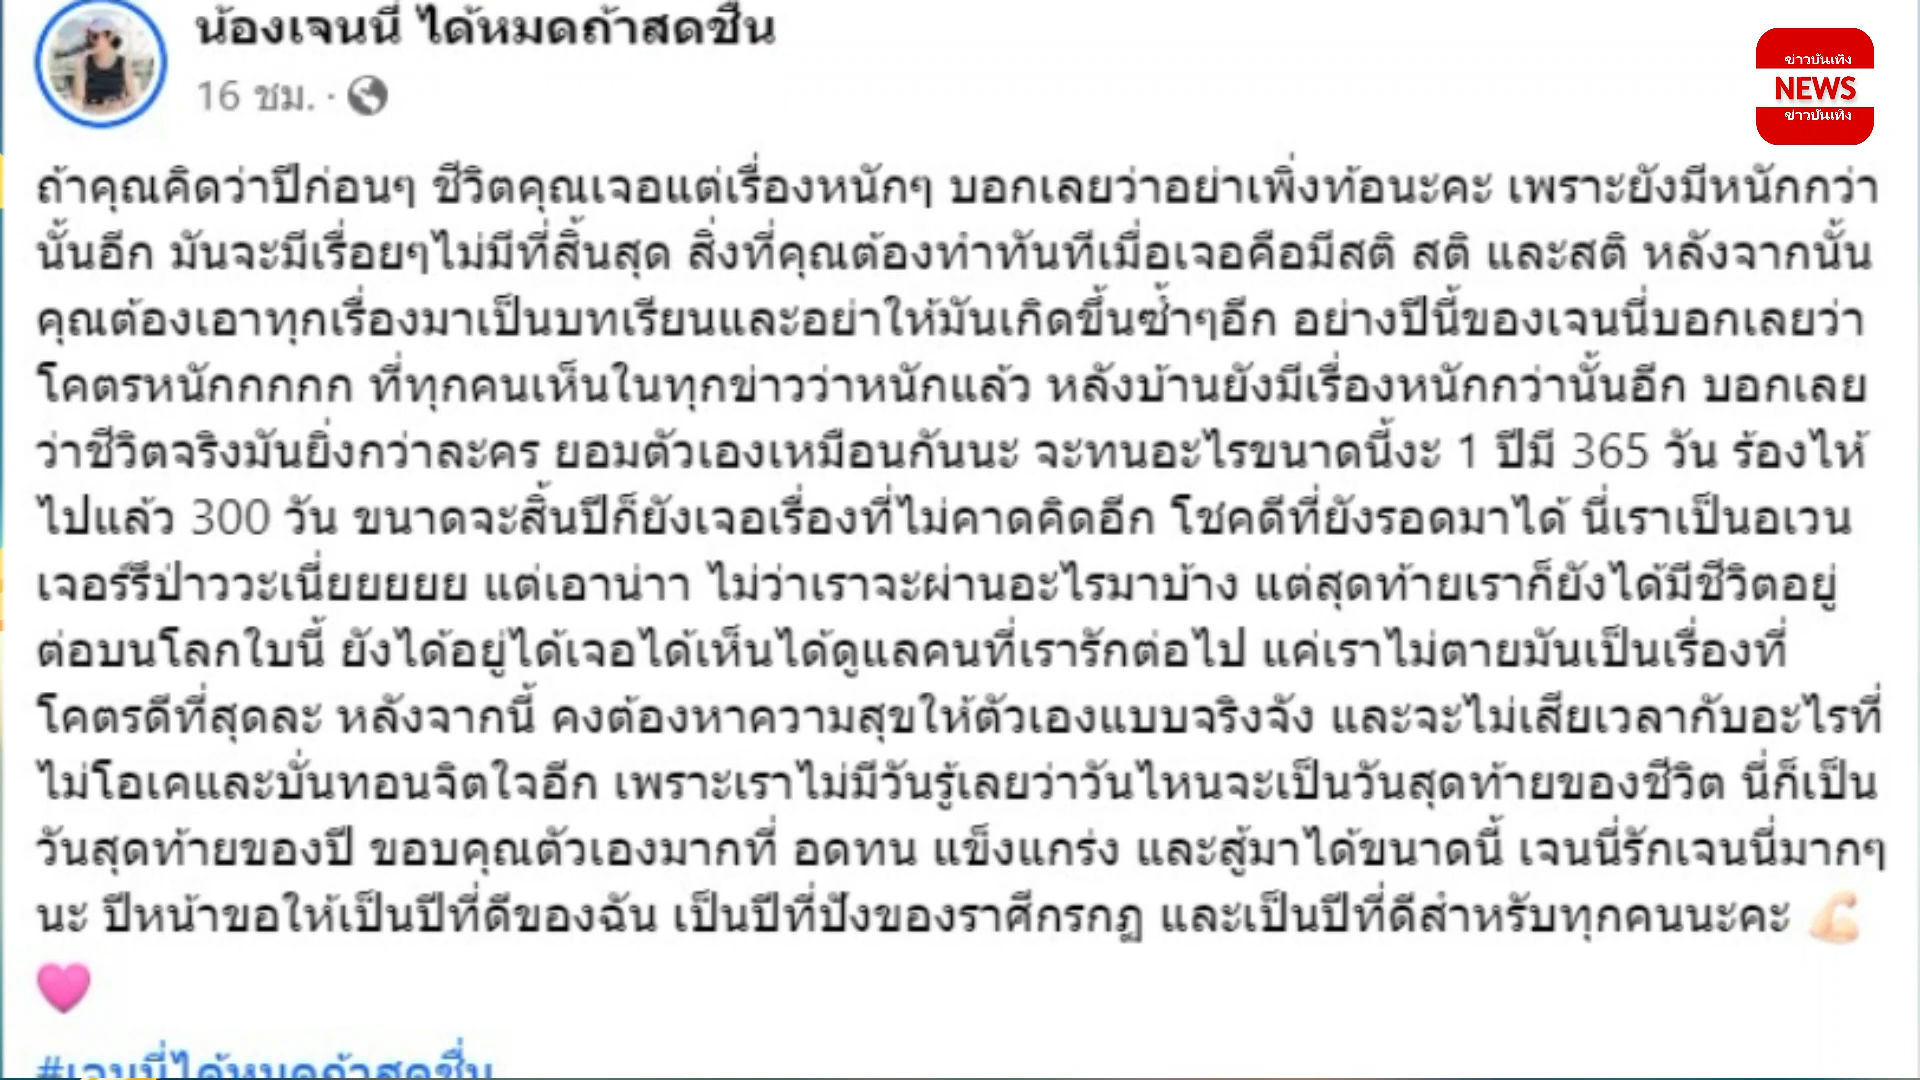 น้องเจนนี่ ได้หมดถ้าสดชื่น
16 ชม. ·
ข่าวบันเทิง
NEWS
ข่าวบันเทิง
ถ้าคุณคิดว่าปีก่อนๆ ชีวิตคุณเจอแต่เรื่องหนักๆ บอกเลยว่าอย่าเพิ่งท้อนะคะ เพราะยังมีหนักกว่า
นั้นอีก มันจะมีเรื่อยๆไม่มีที่สิ้นสุด สิ่งที่คุณต้องทำทันทีเมื่อเจอคือมีสติ สติ และสติ หลังจากนั้น
คุณต้องเอาทุกเรื่องมาเป็นบทเรียนและอย่าให้มันเกิดขึ้นซ้ำๆอีก อย่างปีนี้ของเจนนี่บอกเลยว่า
โคตรหนักกกกก ที่ทุกคนเห็นในทุกข่าวว่าหนักแล้ว หลังบ้านยังมีเรื่องหนักกว่านั้นอีก บอกเลย
ว่าชีวิตจริงมันยิ่งกว่าละคร ยอมตัวเองเหมือนกันนะ จะทนอะไรขนาดนี้งะ 1 ปีมี 365 วัน ร้องไห้
ไปแล้ว 300 วัน ขนาดจะสิ้นปีก็ยังเจอเรื่องที่ไม่คาดคิดอีก โชคดีที่ยังรอดมาได้ นี่เราเป็นอเวน
เจอร์รึป่าววะเนี่ยยยยย แต่เอาน่าา ไม่ว่าเราจะผ่านอะไรมาบ้าง แต่สุดท้ายเราก็ยังได้มีชีวิตอยู่
ต่อบนโลกใบนี้ ยังได้อยู่ได้เจอได้เห็นได้ดูแลคนที่เรารักต่อไป แค่เราไม่ตายมันเป็นเรื่องที่
โคตรดีที่สุดละ หลังจากนี้ คงต้องหาความสุขให้ตัวเองแบบจริงจัง และจะไม่เสียเวลากับอะไรที่
ไม่โอเคและบั่นทอนจิตใจอีก เพราะเราไม่มีวันรู้เลยว่าวันไหนจะเป็นวันสุดท้ายของชีวิต นี่ก็เป็น
วันสุดท้ายของปี ขอบคุณตัวเองมากที่ อดทน แข็งแกร่ง และสู้มาได้ขนาดนี้ เจนนี่รักเจนนี่มากๆ
นะ ปีหน้าขอให้เป็นปีที่ดีของฉัน เป็นปีที่ปังของราศีกรกฏ และเป็นปีที่ดีสำหรับทุกคนนะคะ 💪🏻
🩷
#เจนนี่ได้หมดถ้าสดชื่น